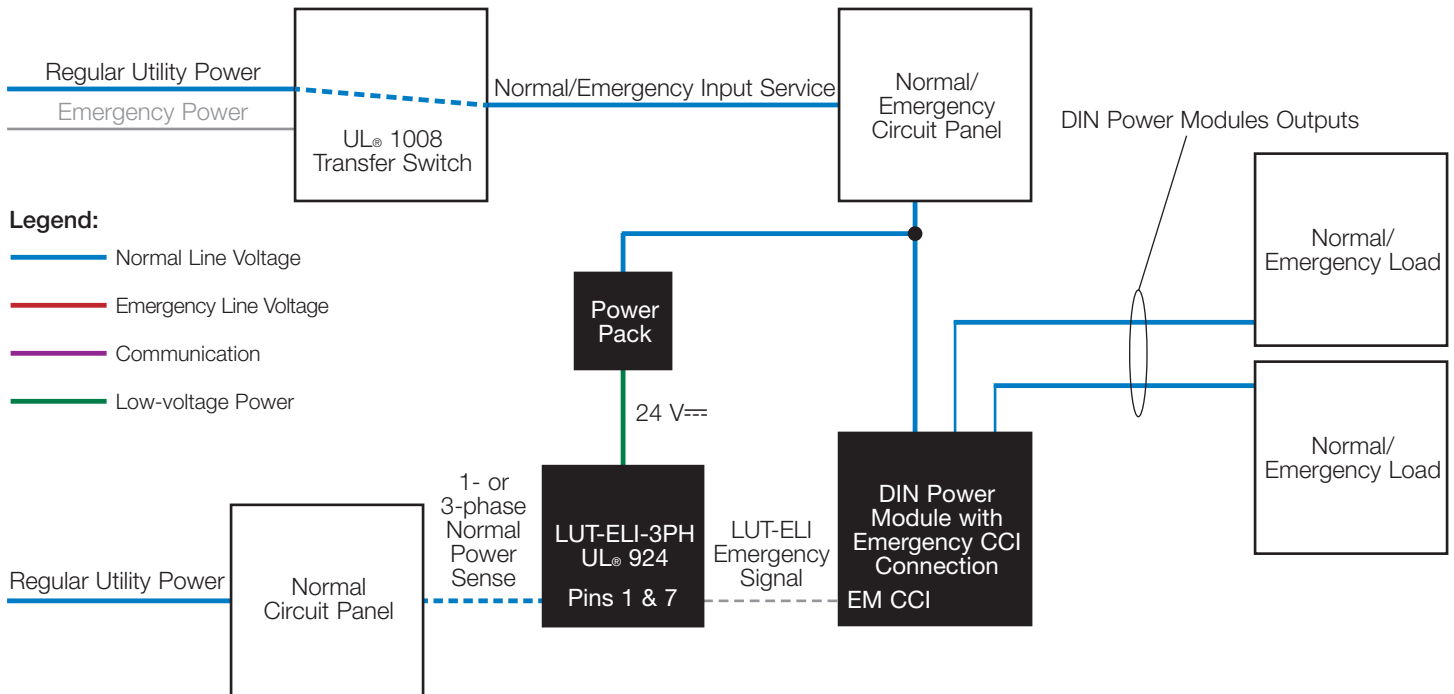 Regular Utility Power
Emergency Power
UL® 1008
Transfer Switch
Normal/Emergency Input Service
Normal/
Emergency
Circuit Panel
DIN Power Modules Outputs
Normal/
Emergency Load
Normal/
Emergency Load
Legend:
Normal Line Voltage
Emergency Line Voltage
Communication
Low-voltage Power
Power
Pack
24 V⎓
Regular Utility Power
Normal
Circuit Panel
1- or
3-phase
Normal
Power
Sense
LUT-ELI-3PH
UL® 924
Pins 1 & 7
LUT-ELI
Emergency
Signal
DIN Power
Module with
Emergency CCI
Connection
EM CCI